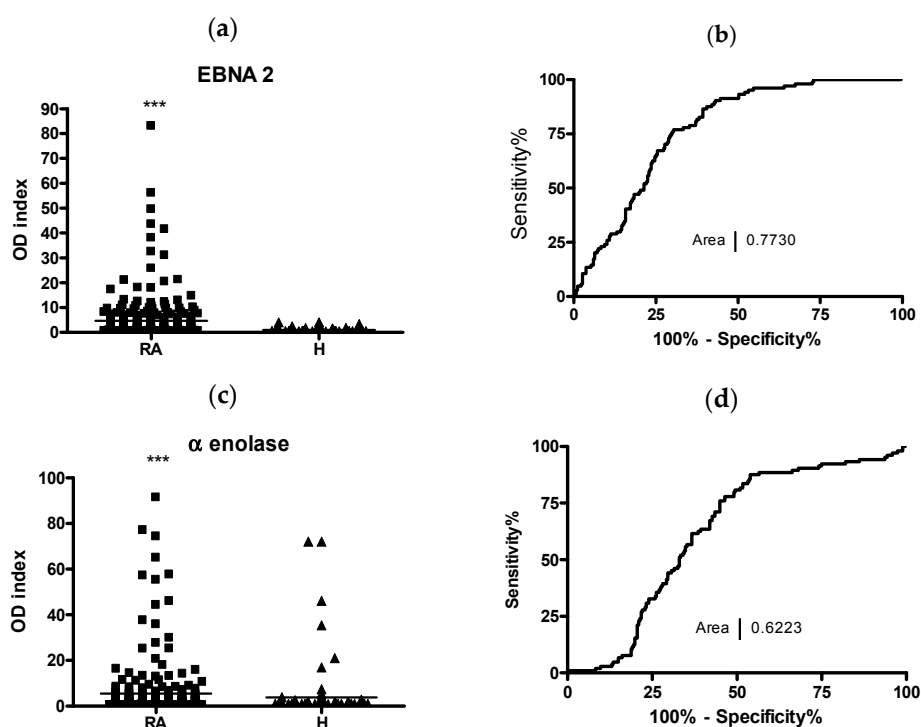 (a)
EBNA 2
***
90
80
70
60
50
40
30
20
10
0
OD index
RA H
(b)
100
75
50
25
0
Sensitivity%
Area | 0.7730
0 25 50 75 100
100% - Specificity%
(c)
α enolase
***
100
80
60
40
20
0
OD index
RA H
(d)
100
75
50
25
0
Sensitivity%
Area | 0.6223
0 25 50 75 100
100% - Specificity%